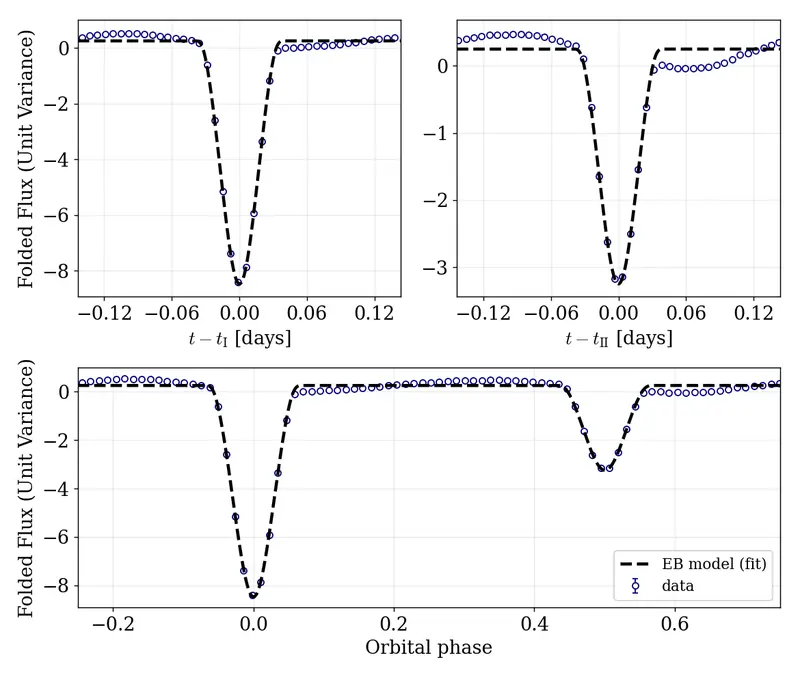 Folded Flux (Unit Variance)
0
−2
−4
−6
−8
−0.12 −0.06 0.00 0.06 0.12
t − t_I [days]
0
−1
−2
−3
−0.12 −0.06 0.00 0.06 0.12
t − t_II [days]
Folded Flux (Unit Variance)
0
−2
−4
−6
−8
−0.2 0.0 0.2 0.4 0.6
Orbital phase
EB model (fit)
data